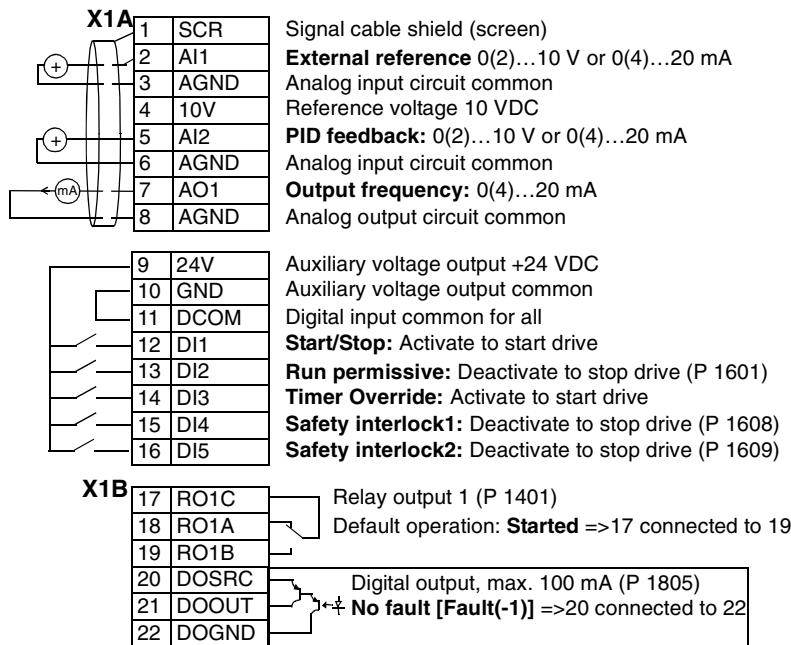 X1A
1 SCR Signal cable shield (screen)
2 AI1 External reference 0(2)…10 V or 0(4)…20 mA
3 AGND Analog input circuit common
4 10V Reference voltage 10 VDC
5 AI2 PID feedback: 0(2)…10 V or 0(4)…20 mA
6 AGND Analog input circuit common
mA 7 AO1 Output frequency: 0(4)…20 mA
8 AGND Analog output circuit common
9 24V Auxiliary voltage output +24 VDC
10 GND Auxiliary voltage output common
11 DCOM Digital input common for all
12 DI1 Start/Stop: Activate to start drive
13 DI2 Run permissive: Deactivate to stop drive (P 1601)
14 DI3 Timer Override: Activate to start drive
15 DI4 Safety interlock1: Deactivate to stop drive (P 1608)
16 DI5 Safety interlock2: Deactivate to stop drive (P 1609)
X1B
17 RO1C Relay output 1 (P 1401)
18 RO1A Default operation: Started =>17 connected to 19
19 RO1B
20 DOSRC Digital output, max. 100 mA (P 1805)
21 DOOUT No fault [Fault(-1)] =>20 connected to 22
22 DOGND